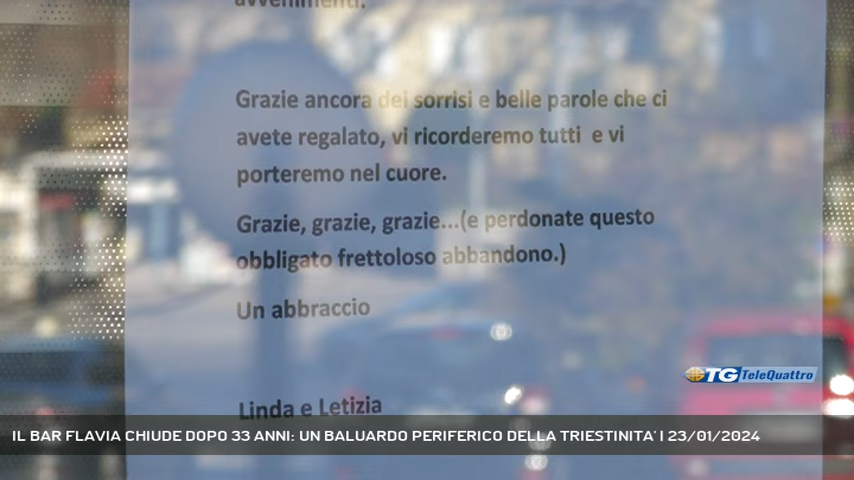 avvenimenti.
Grazie ancora dei sorrisi e belle parole che ci
avete regalato, vi ricorderemo tutti e vi
porteremo nel cuore.
Grazie, grazie, grazie...(e perdonate questo
obbligato frettoloso abbandono.)
Un abbraccio
Linda e Letizia
TG TeleQuattro
IL BAR FLAVIA CHIUDE DOPO 33 ANNI: UN BALUARDO PERIFERICO DELLA TRIESTINITA' | 23/01/2024